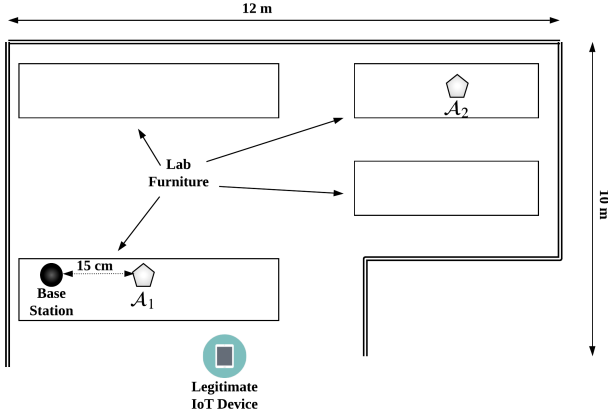 12 m
𝒜₂
Lab
Furniture
10 m
15 cm
𝒜₁
Base
Station
Legitimate
IoT Device